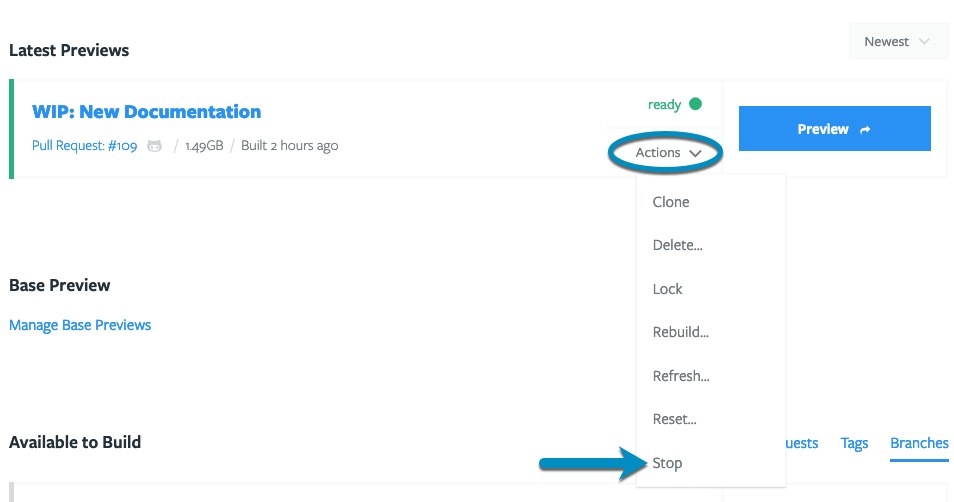 Newest
Latest Previews
WIP: New Documentation
ready
Preview
Pull Request: #109 / 1.49GB / Built 2 hours ago
Actions
Clone
Delete...
Base Preview
Lock
Manage Base Previews
Rebuild...
Refresh...
Reset...
Available to Build
Tags Branches
Stop